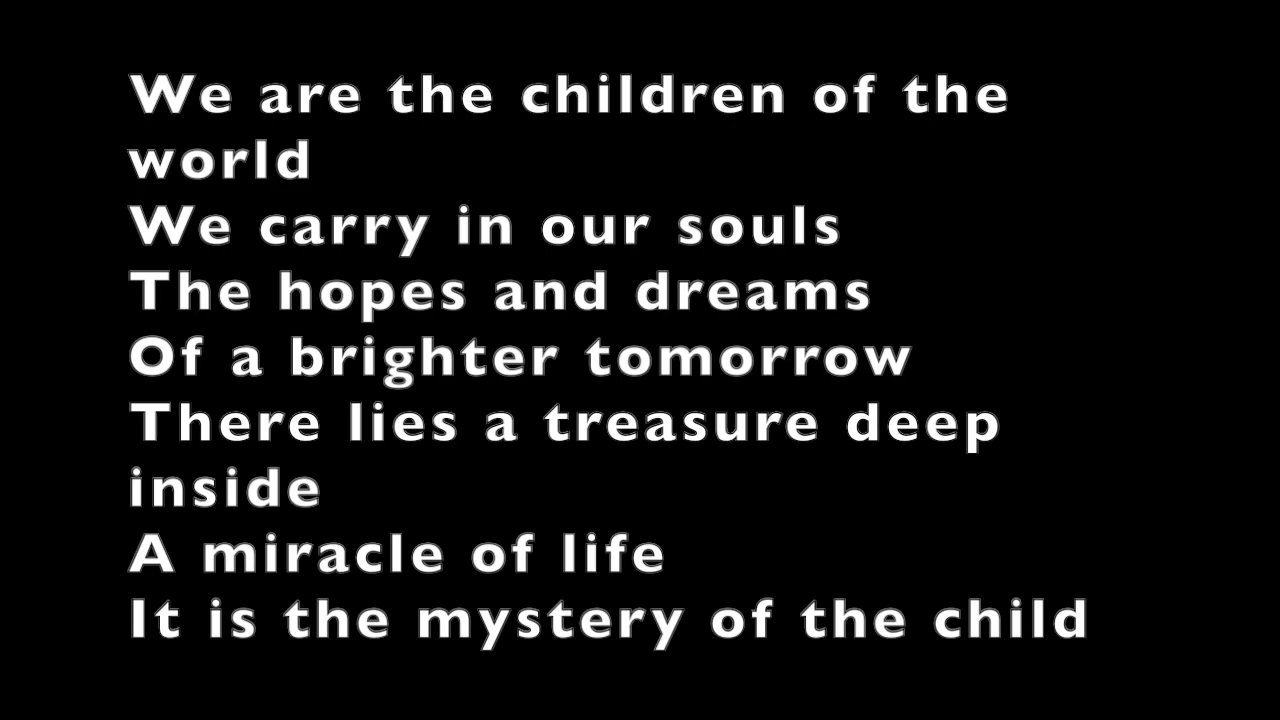 We are the children of the
world
We carry in our souls
The hopes and dreams
Of a brighter tomorrow
There lies a treasure deep
inside
A miracle of life
It is the mystery of the child